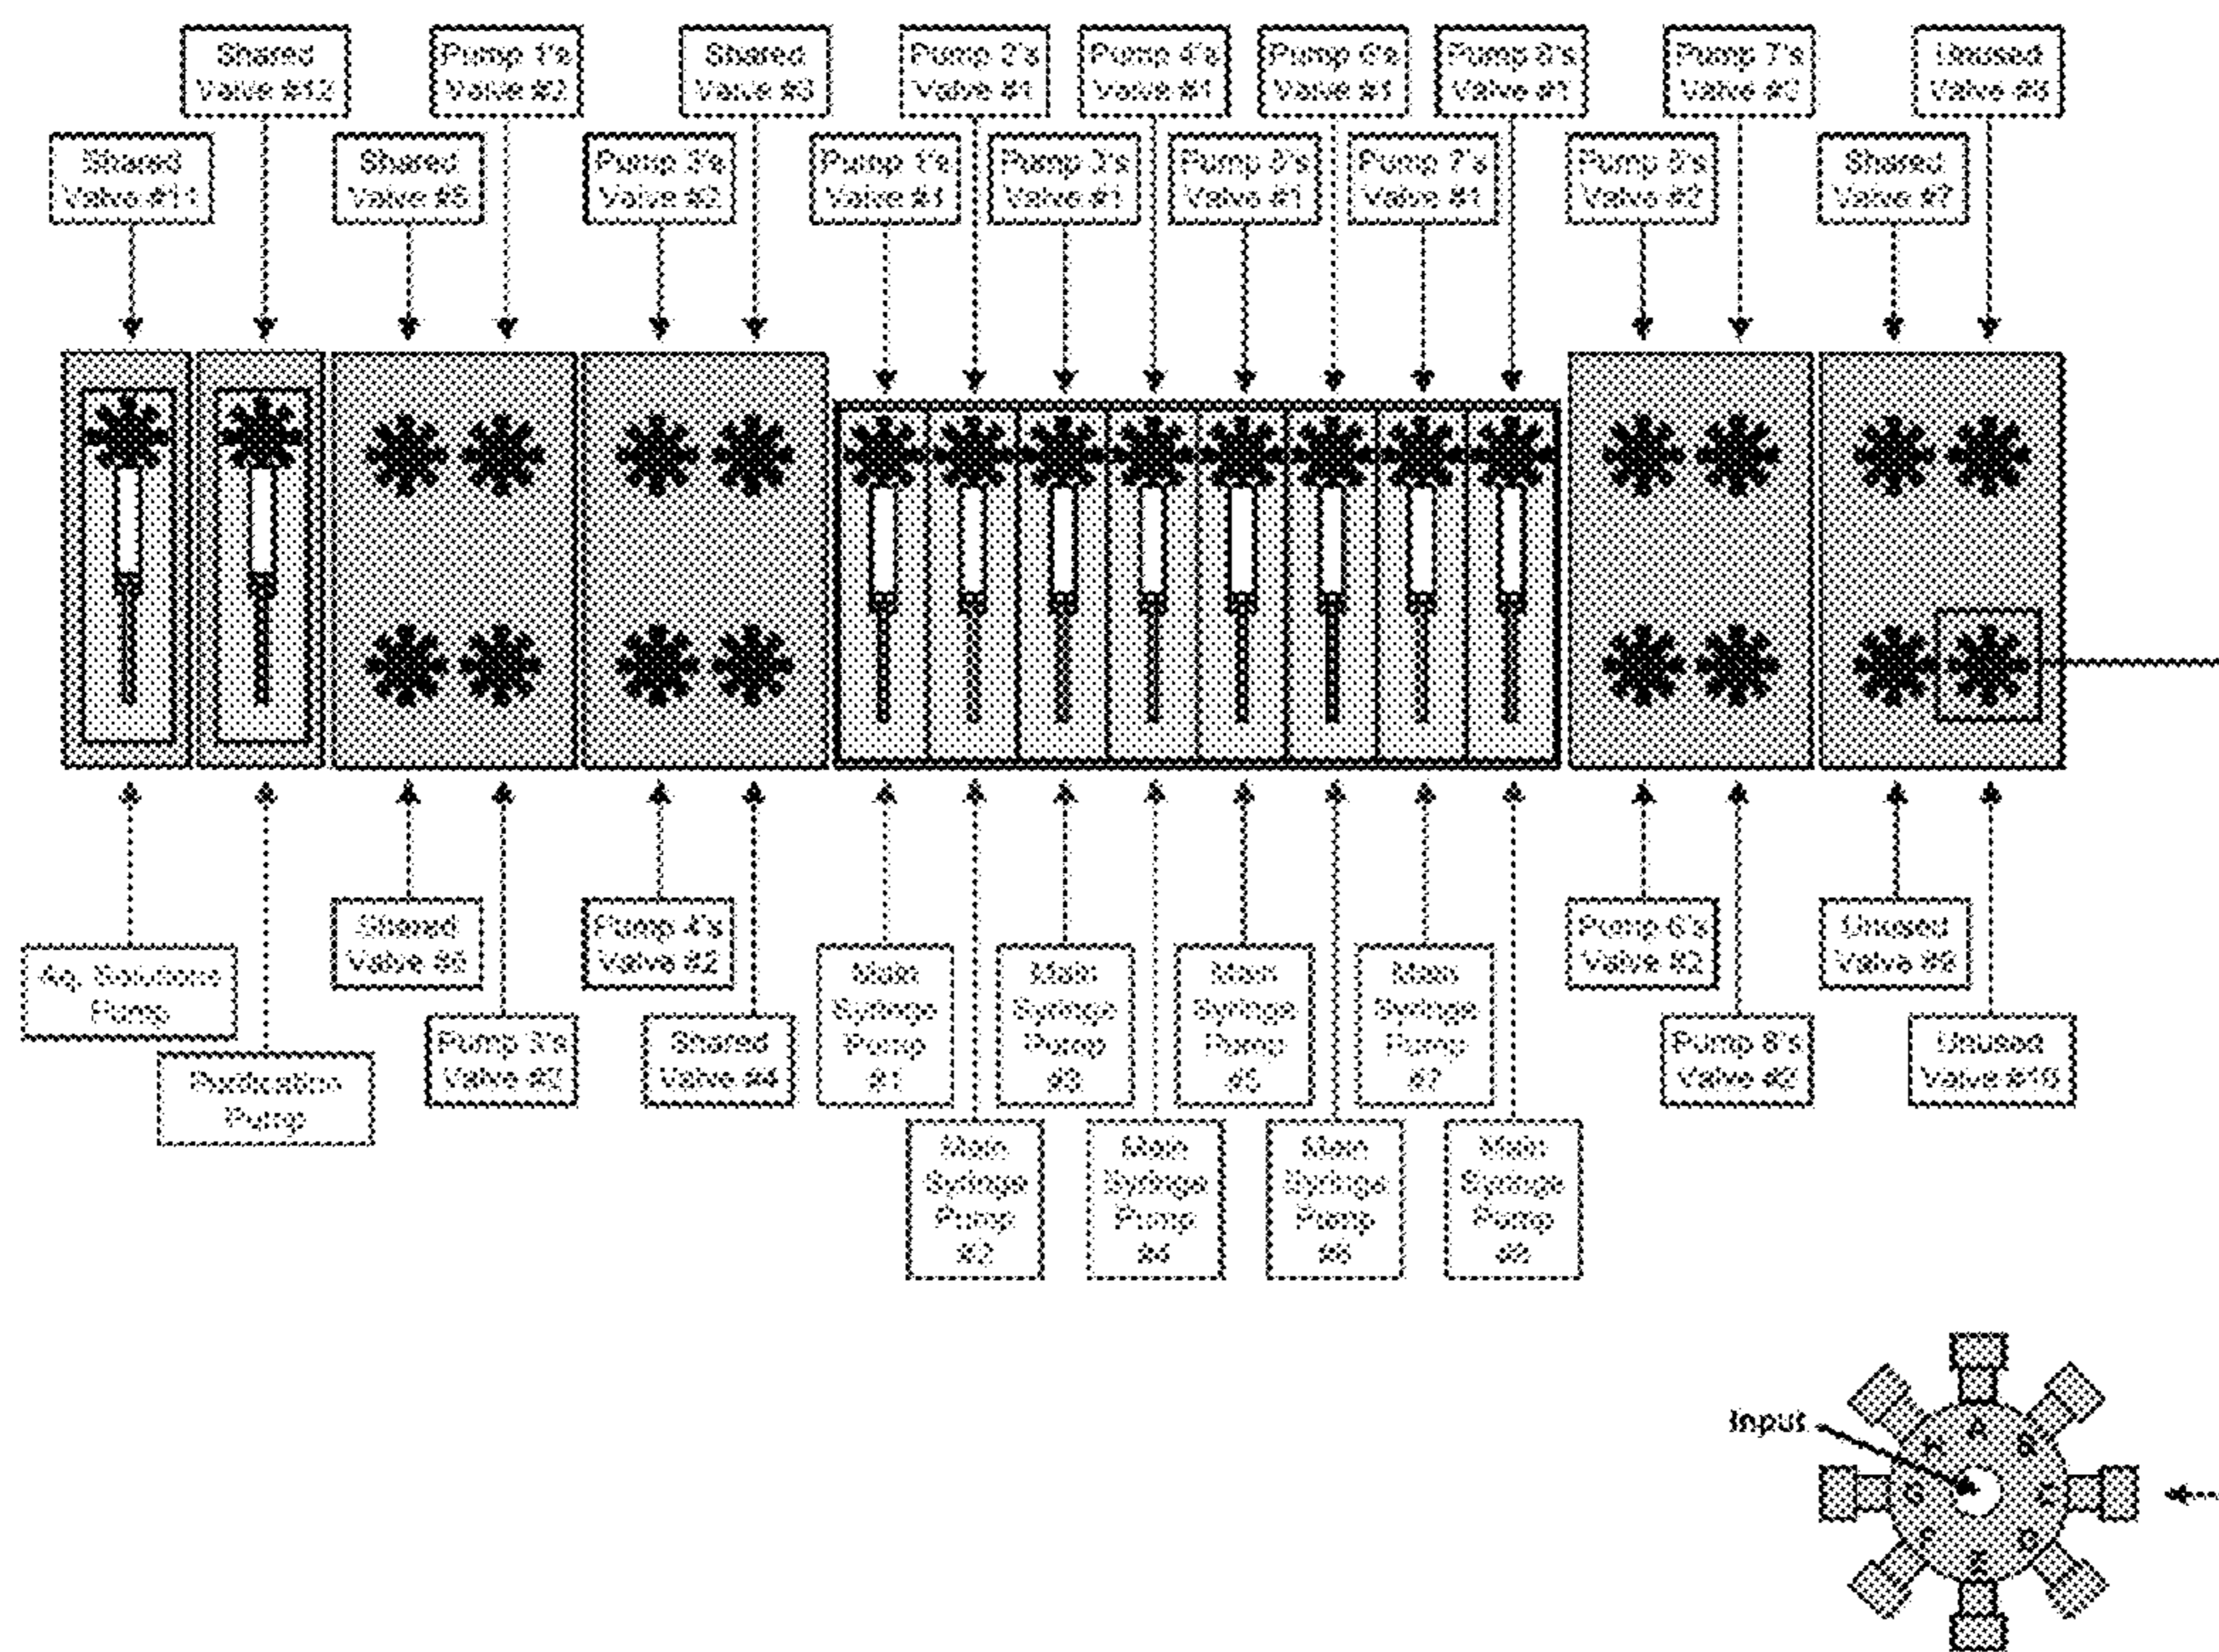 Shared
Valve #12
Pump 1's
Valve #2
Shared
Valve #3
Pump 2's
Valve #1
Pump 4's
Valve #1
Pump 6's
Valve #1
Pump 8's
Valve #1
Pump 7's
Valve #2
Unused
Valve
Shared
Valve #11
Shared
Valve
Pump 3's
Valve #2
Pump 1's
Valve #1
Pump 3's
Valve #1
Pump 5's
Valve #1
Pump 7's
Valve #1
Pump 5's
Valve #2
Shared
Valve #7
Shared
Valve
Pump 4's
Valve #2
Pump 6's
Valve #2
Unused
Valve
Aq. Solutions
Pump
Main
Syringe
Pump
#1
Main
Syringe
Pump
#3
Main
Syringe
Pump
#5
Main
Syringe
Pump
#7
Purification
Pump
Pump
Valve #2
Shared
Valve #4
Pump 8's
Valve #2
Unused
Valve #10
Main
Syringe
Pump
#2
Main
Syringe
Pump
#4
Main
Syringe
Pump
#6
Main
Syringe
Pump
#8
Input
A